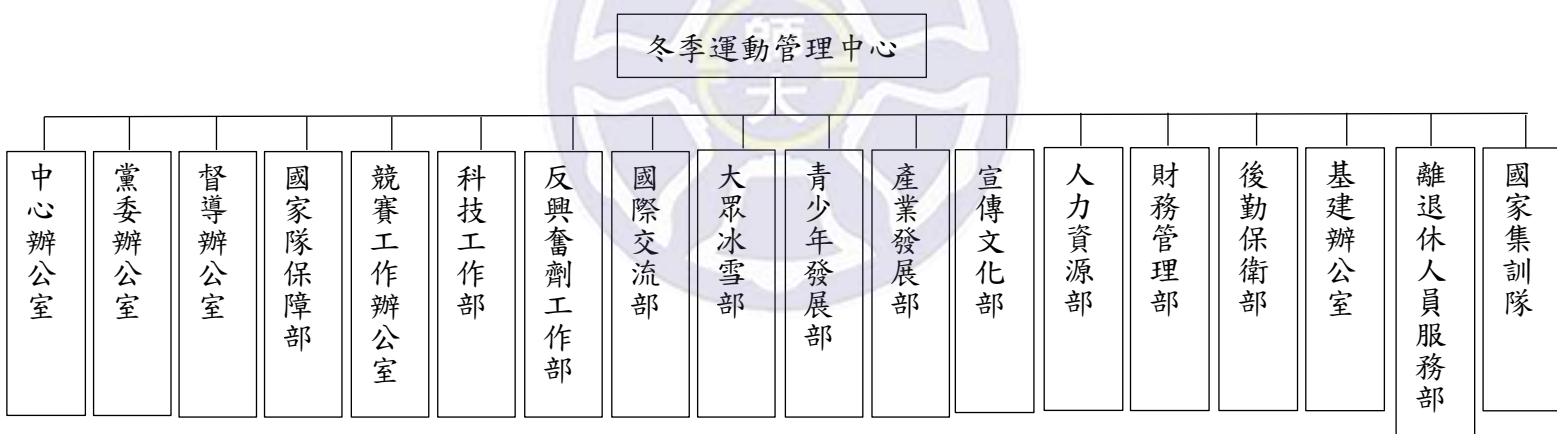 冬季運動管理中心
中心辦公室
黨委辦公室
督導辦公室
國家隊保障部
競賽工作辦公室
科技工作部
反興奮劑工作部
國際交流部
大眾冰雪部
青少年發展部
產業發展部
宣傳文化部
人力資源部
財務管理部
後勤保衛部
基建辦公室
離退休人員服務部
國家集訓隊
師大